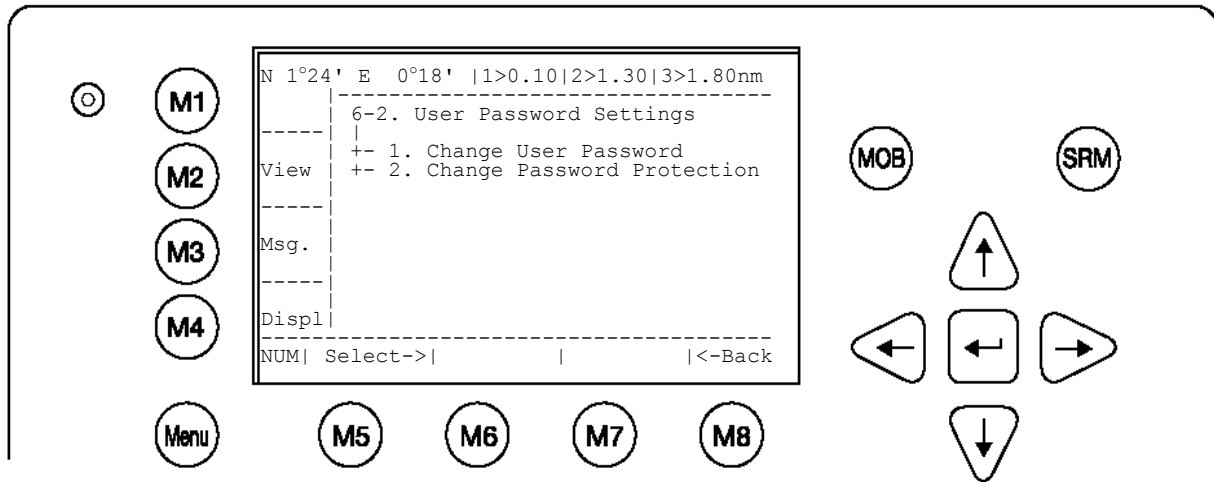 N 1°24' E 0°18' |1>0.10|2>1.30|3>1.80nm
M1
6-2. User Password Settings
+- 1. Change User Password
M2
View
+- 2. Change Password Protection
MOB
SRM
M3
Msg.
M4
Displ
NUM| Select->| | |<-Back
Menu
M5
M6
M7
M8